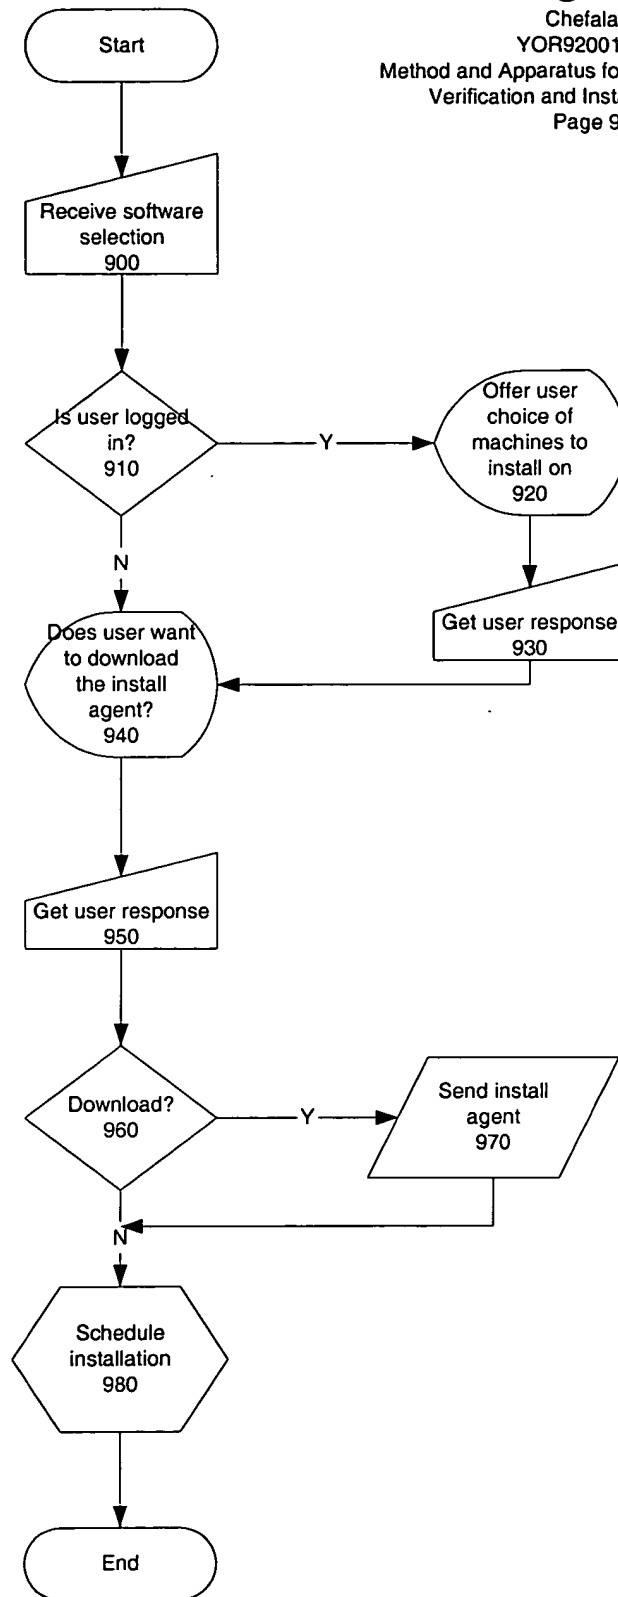 Start
Chefala
YOR92001
Method and Apparatus fo
Verification and Inst
Page 9
Receive software
selection
900
Is user logged
in?
910
Y
Offer user
choice of
machines to
install on
920
N
Get user response
930
Does user want
to download
the install
agent?
940
Get user response
950
Download?
960
Y
Send install
agent
970
N
Schedule
installation
980
End